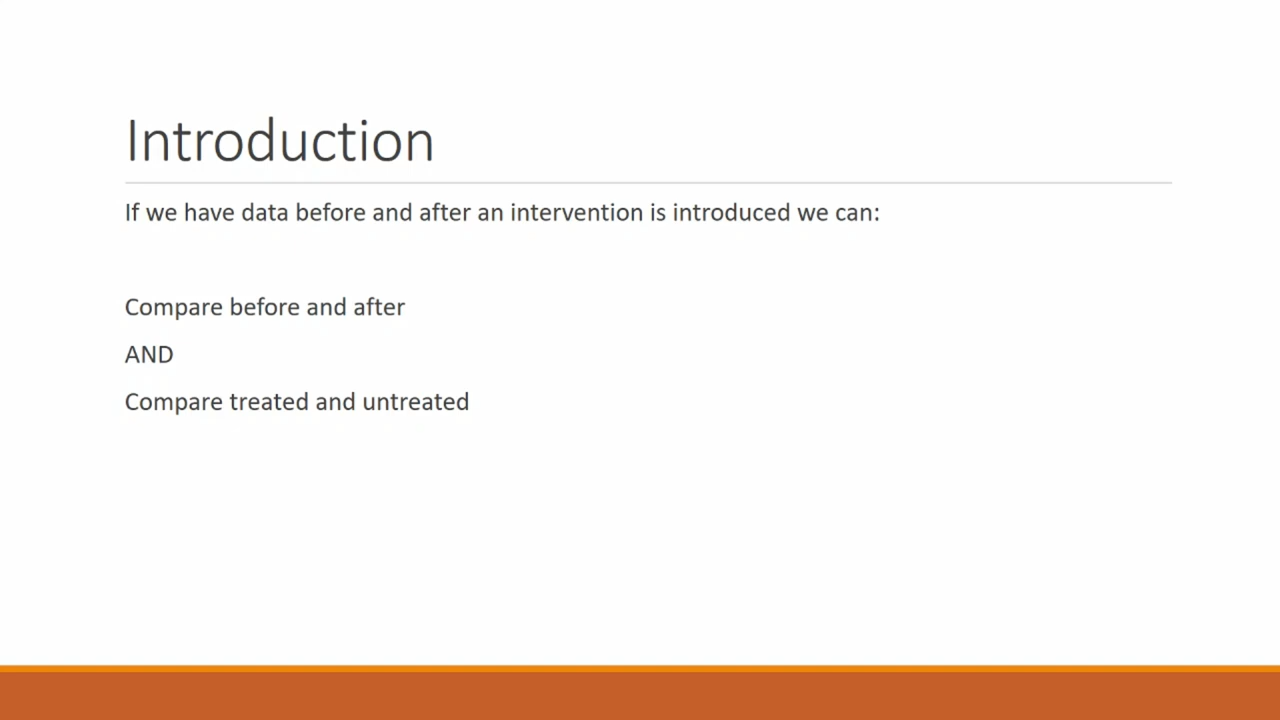 Introduction
If we have data before and after an intervention is introduced we can:
Compare before and after
AND
Compare treated and untreated